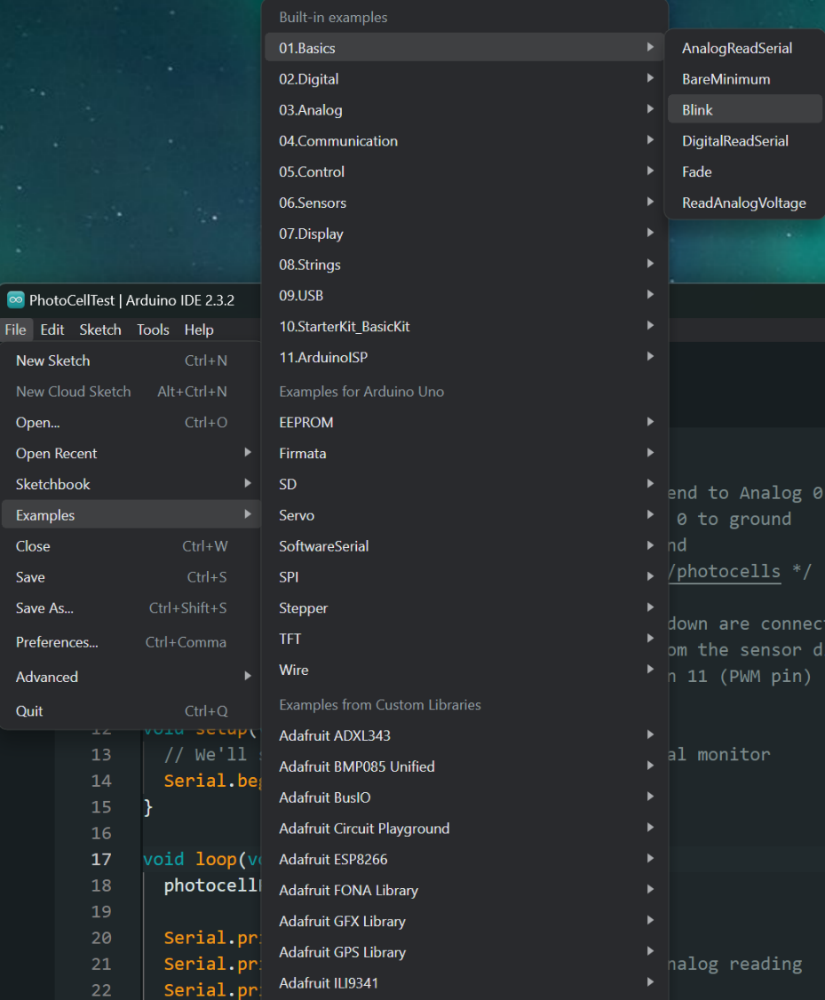 Built-in examples
01.Basics
02.Digital
03.Analog
04.Communication
05.Control
06.Sensors
07.Display
08.Strings
09.USB
10.StarterKit_BasicKit
11.ArduinoISP
Examples for Arduino Uno
EEPROM
Firmata
SD
Servo
SoftwareSerial
SPI
Stepper
TFT
Wire
Examples from Custom Libraries
Adafruit ADXL343
Adafruit BMP085 Unified
Adafruit BusIO
Adafruit Circuit Playground
Adafruit ESP8266
Adafruit FONA Library
Adafruit GFX Library
Adafruit GPS Library
Adafruit ILI9341
AnalogReadSerial
BareMinimum
Blink
DigitalReadSerial
Fade
ReadAnalogVoltage
PhotoCellTest | Arduino IDE 2.3.2
File Edit Sketch Tools Help
New Sketch Ctrl+N
New Cloud Sketch Alt+Ctrl+N
Open... Ctrl+O
Open Recent
Sketchbook
Examples
Close Ctrl+W
Save Ctrl+S
Save As... Ctrl+Shift+S
Preferences... Ctrl+Comma
Advanced
Quit Ctrl+Q
end to Analog 0
0 to ground
nd
/photocells */
down are connect
om the sensor d
n 11 (PWM pin)
12 void setup(
13 // We'll s al monitor
14 Serial.beg
15 }
16
17 void loop(vo
18 photocell
19
20 Serial.pri
21 Serial.pri nalog reading
22 Serial.pri